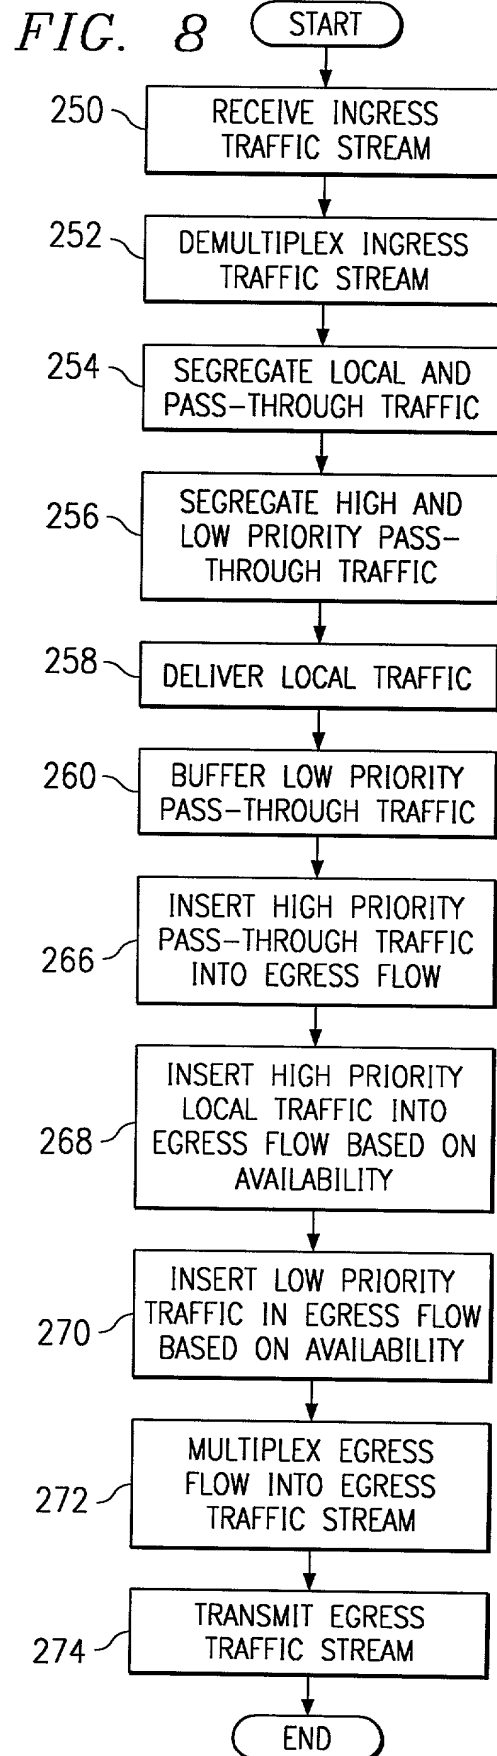 FIG. 8
START
250
RECEIVE INGRESS
TRAFFIC STREAM
252
DEMULTIPLEX INGRESS
TRAFFIC STREAM
254
SEGREGATE LOCAL AND
PASS-THROUGH TRAFFIC
256
SEGREGATE HIGH AND
LOW PRIORITY PASS-
THROUGH TRAFFIC
258
DELIVER LOCAL TRAFFIC
260
BUFFER LOW PRIORITY
PASS-THROUGH TRAFFIC
266
INSERT HIGH PRIORITY
PASS-THROUGH TRAFFIC
INTO EGRESS FLOW
268
INSERT HIGH PRIORITY
LOCAL TRAFFIC INTO
EGRESS FLOW BASED ON
AVAILABILITY
270
INSERT LOW PRIORITY
TRAFFIC IN EGRESS FLOW
BASED ON AVAILABILITY
272
MULTIPLEX EGRESS
FLOW INTO EGRESS
TRAFFIC STREAM
274
TRANSMIT EGRESS
TRAFFIC STREAM
END